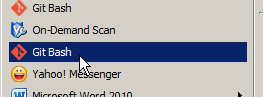 Git Bash
On-Demand Scan
Git Bash
Yahoo! Messenger
Microsoft Word 2010